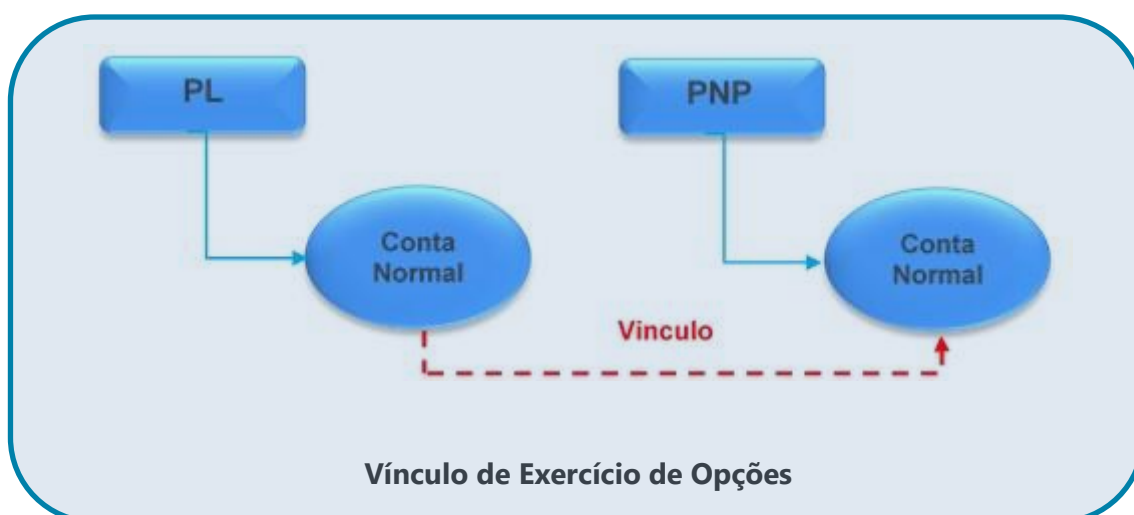 PL
PNP
Conta
Normal
Conta
Normal
Vinculo
Vínculo de Exercício de Opções